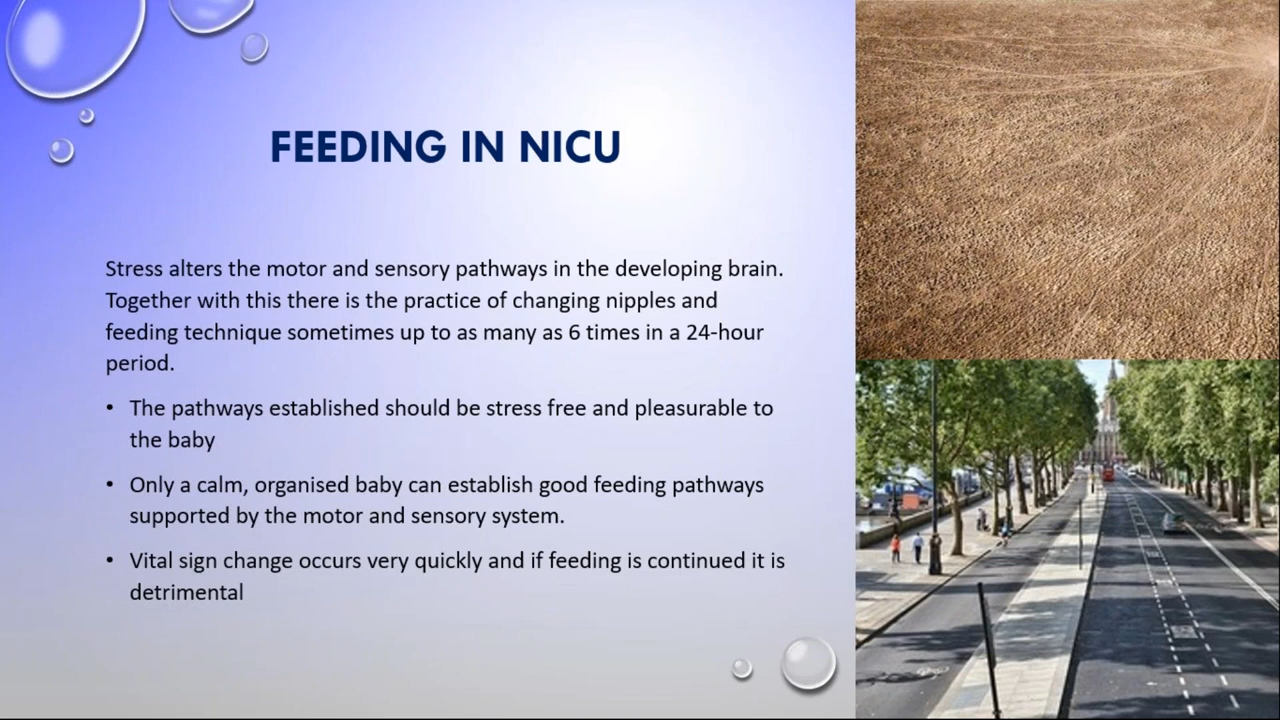 FEEDING IN NICU
Stress alters the motor and sensory pathways in the developing brain.
Together with this there is the practice of changing nipples and
feeding technique sometimes up to as many as 6 times in a 24-hour
period.
• The pathways established should be stress free and pleasurable to
the baby
• Only a calm, organised baby can establish good feeding pathways
supported by the motor and sensory system.
• Vital sign change occurs very quickly and if feeding is continued it is
detrimental